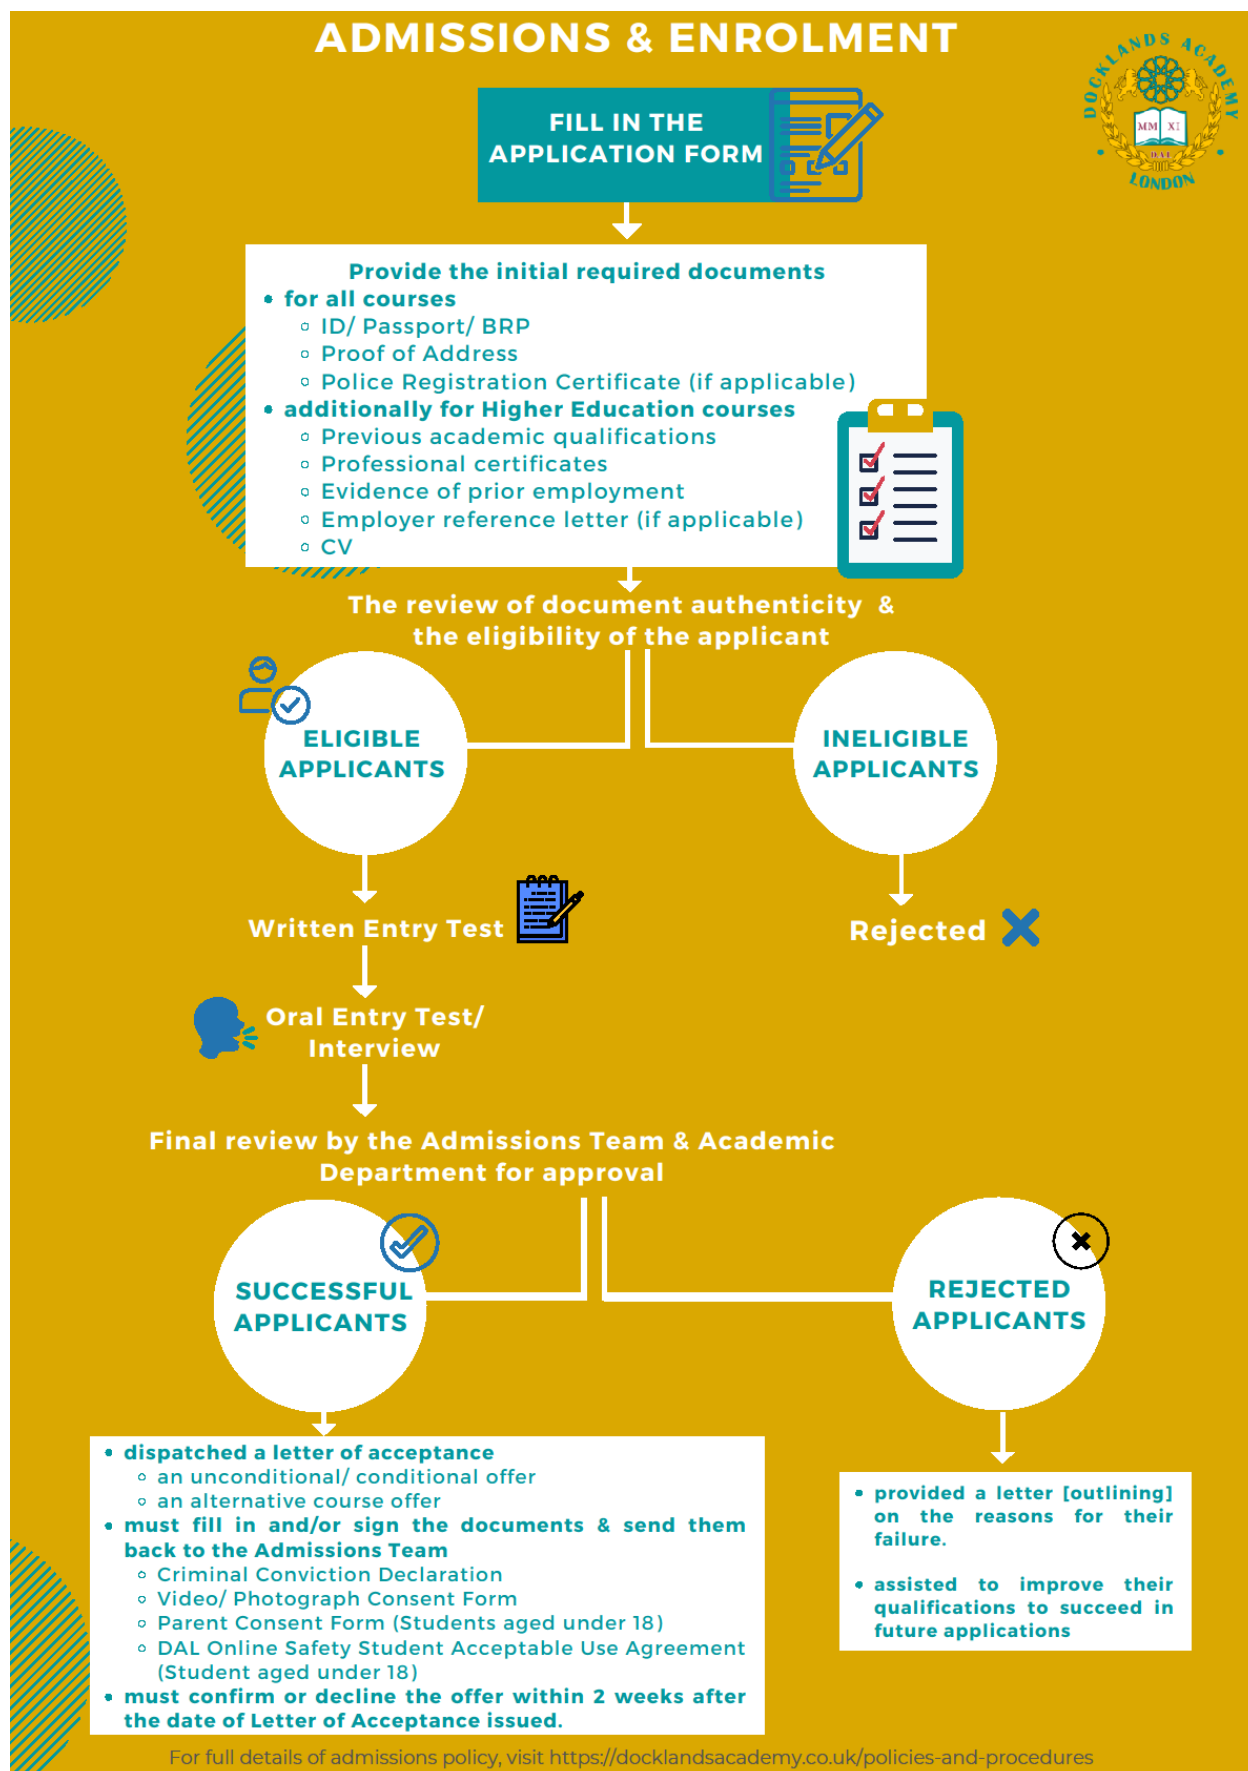 ADMISSIONS & ENROLMENT
DOCKLANDS ACADEMY
MM XI
DAL
LONDON
FILL IN THE
APPLICATION FORM
Provide the initial required documents
• for all courses
◦ ID/ Passport/ BRP
◦ Proof of Address
◦ Police Registration Certificate (if applicable)
• additionally for Higher Education courses
◦ Previous academic qualifications
◦ Professional certificates
◦ Evidence of prior employment
◦ Employer reference letter (if applicable)
◦ CV
The review of document authenticity &
the eligibility of the applicant
ELIGIBLE
APPLICANTS
INELIGIBLE
APPLICANTS
Written Entry Test
Rejected
Oral Entry Test/
Interview
Final review by the Admissions Team & Academic
Department for approval
SUCCESSFUL
APPLICANTS
REJECTED
APPLICANTS
• dispatched a letter of acceptance
◦ an unconditional/ conditional offer
◦ an alternative course offer
• must fill in and/or sign the documents & send them
back to the Admissions Team
◦ Criminal Conviction Declaration
◦ Video/ Photograph Consent Form
◦ Parent Consent Form (Students aged under 18)
◦ DAL Online Safety Student Acceptable Use Agreement
(Student aged under 18)
• must confirm or decline the offer within 2 weeks after
the date of Letter of Acceptance issued.
• provided a letter [outlining]
on the reasons for their
failure.
• assisted to improve their
qualifications to succeed in
future applications
For full details of admissions policy, visit https://docklandsacademy.co.uk/policies-and-procedures